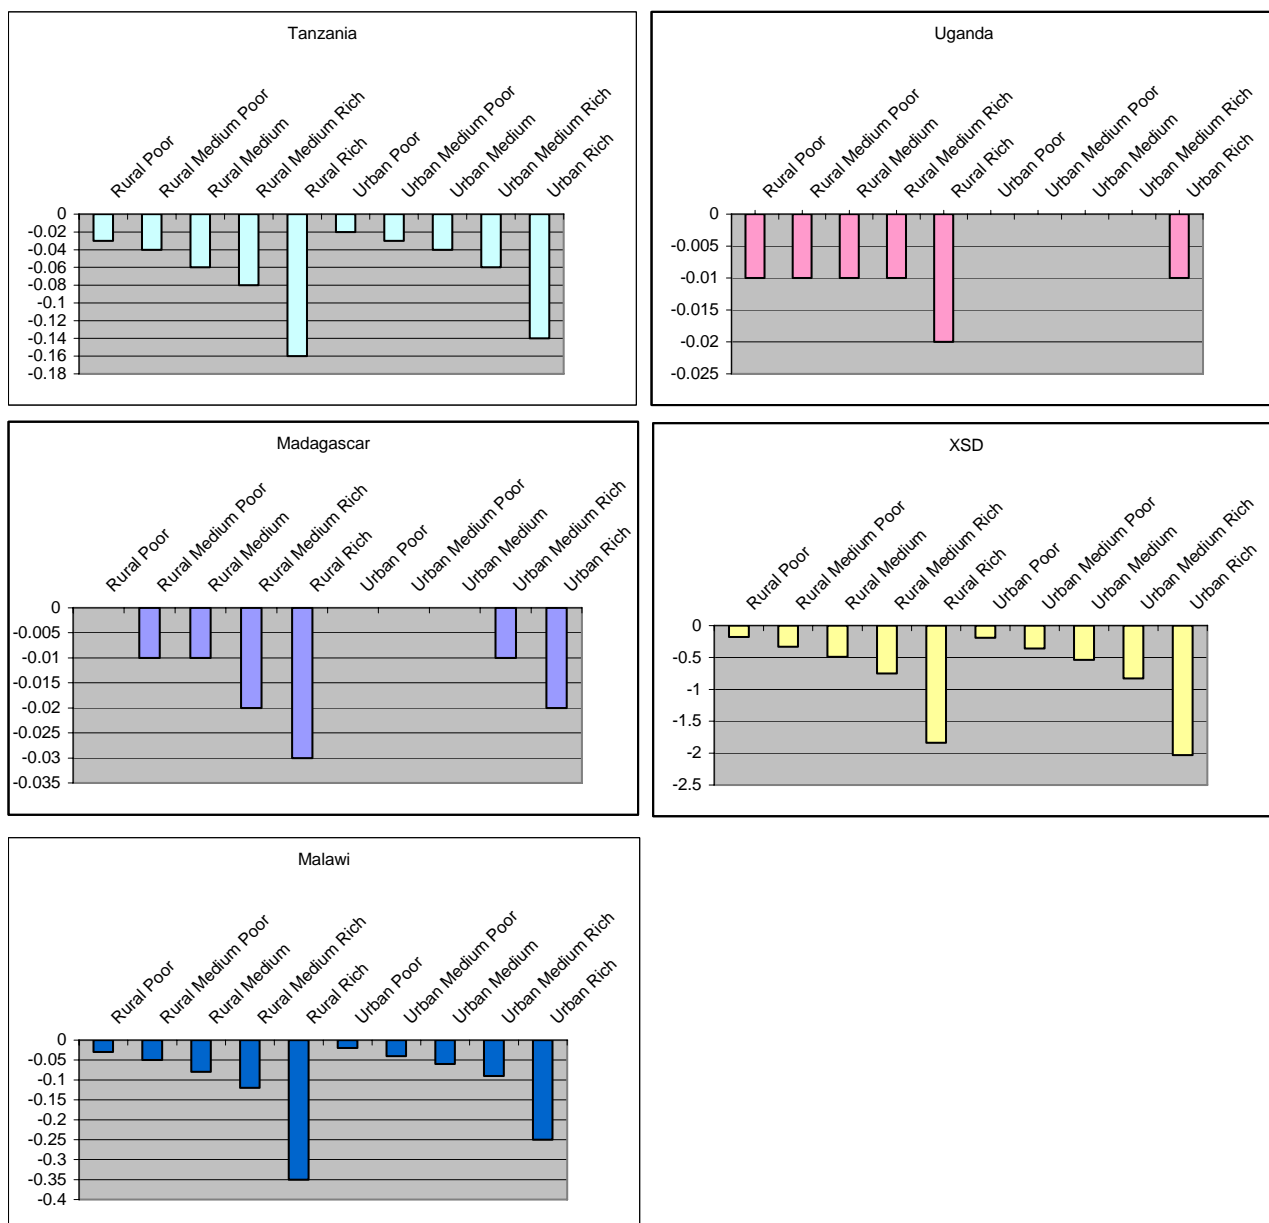 Tanzania
Rural Poor
Rural Medium Poor
Rural Medium
Rural Medium Rich
Rural Rich
Urban Poor
Urban Medium Poor
Urban Medium
Urban Medium Rich
Urban Rich
0
-0.02
-0.04
-0.06
-0.08
-0.1
-0.12
-0.14
-0.16
-0.18
Uganda
Rural Poor
Rural Medium Poor
Rural Medium
Rural Medium Rich
Rural Rich
Urban Poor
Urban Medium Poor
Urban Medium
Urban Medium Rich
Urban Rich
0
-0.005
-0.01
-0.015
-0.02
-0.025
Madagascar
Rural Poor
Rural Medium Poor
Rural Medium
Rural Medium Rich
Rural Rich
Urban Poor
Urban Medium Poor
Urban Medium
Urban Medium Rich
Urban Rich
0
-0.005
-0.01
-0.015
-0.02
-0.025
-0.03
-0.035
XSD
Rural Poor
Rural Medium Poor
Rural Medium
Rural Medium Rich
Rural Rich
Urban Poor
Urban Medium Poor
Urban Medium
Urban Medium Rich
Urban Rich
0
-0.5
-1
-1.5
-2
-2.5
Malawi
Rural Poor
Rural Medium Poor
Rural Medium
Rural Medium Rich
Rural Rich
Urban Poor
Urban Medium Poor
Urban Medium
Urban Medium Rich
Urban Rich
0
-0.05
-0.1
-0.15
-0.2
-0.25
-0.3
-0.35
-0.4